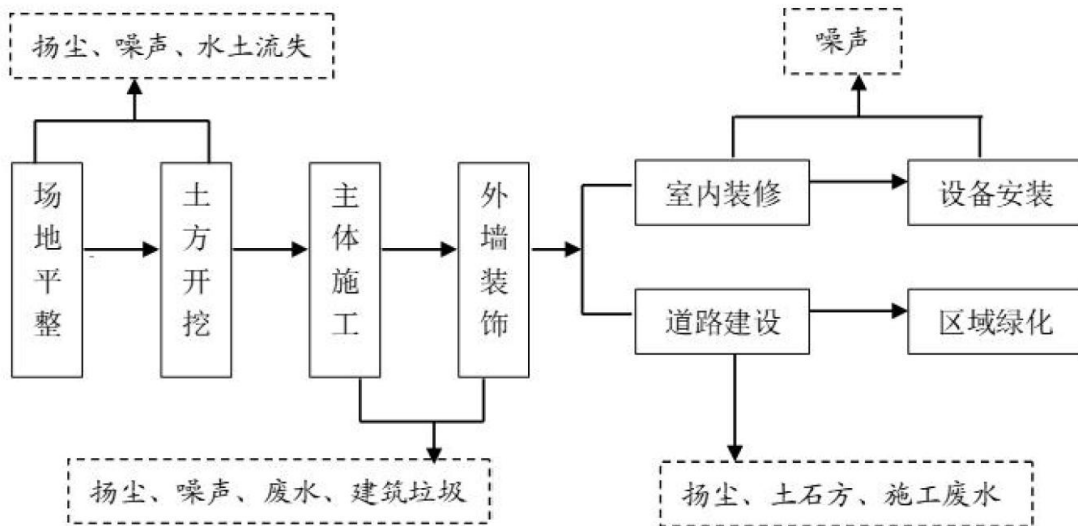 扬尘、噪声、水土流失
噪声
场地平整
土方开挖
主体施工
外墙装饰
室内装修
设备安装
道路建设
区域绿化
扬尘、噪声、废水、建筑垃圾
扬尘、土石方、施工废水